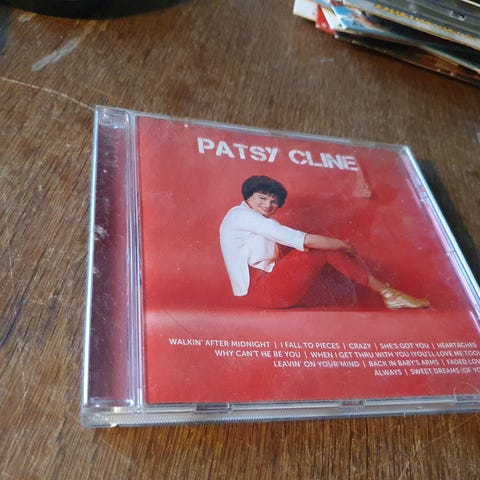 PATSY CLINE
WALKIN' AFTER MIDNIGHT | I FALL TO PIECES | CRAZY | SHE'S GOT YOU | HEARTACHES
WHY CAN'T HE BE YOU | WHEN I GET THRU WITH YOU (YOU'LL LOVE ME TOO)
LEAVIN' ON YOUR MIND | BACK IN BABY'S ARMS | FADED LOV
ALWAYS | SWEET DREAMS (OF YO